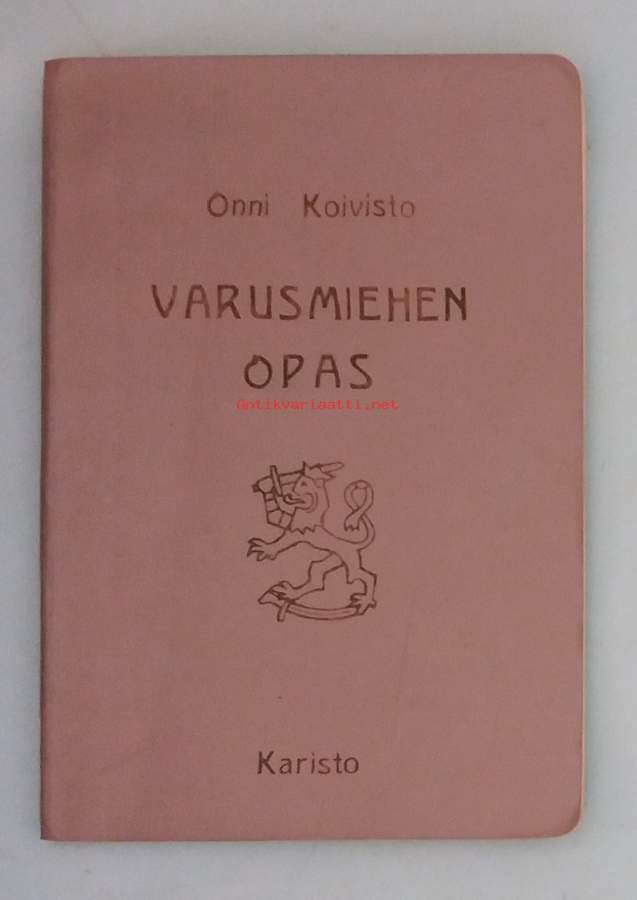 Onni Koivisto
VARUSMIEHEN
OPAS
Antikvariaatti.net
Karisto